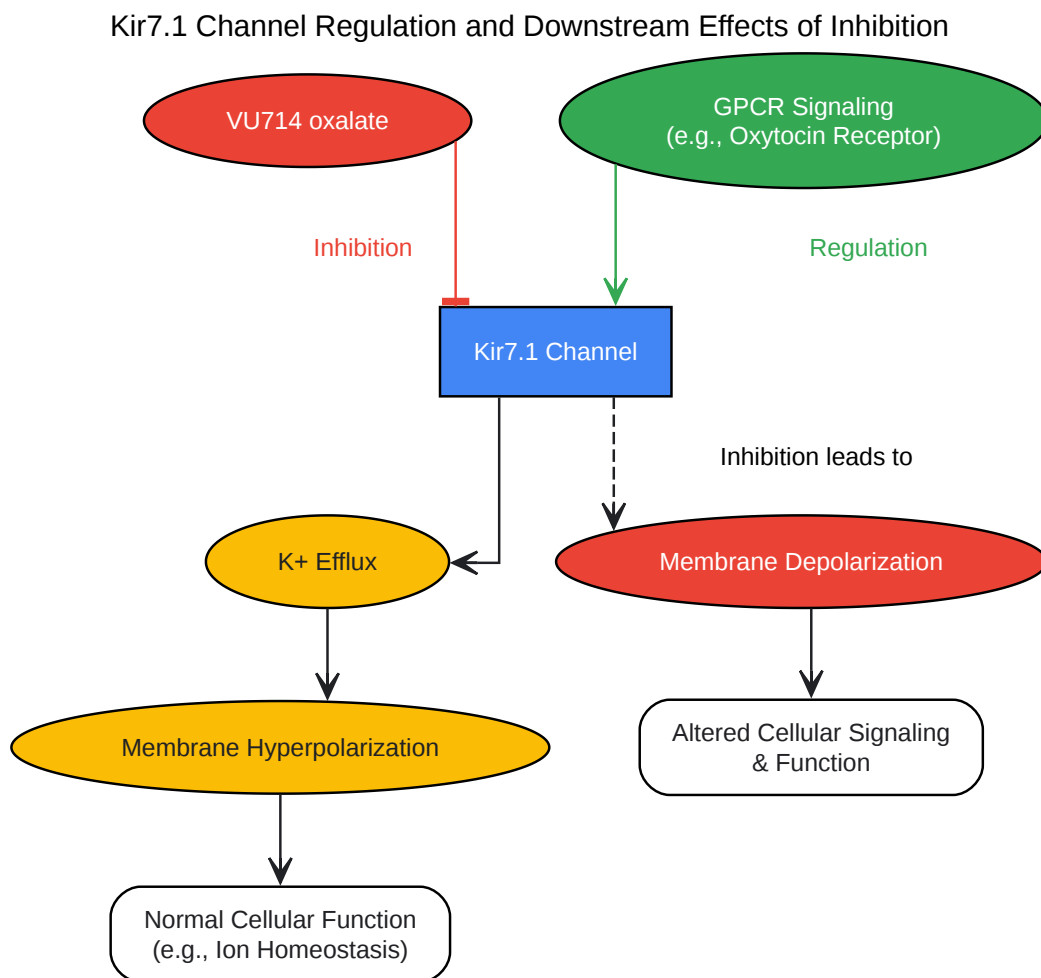 Kir7.1 Channel Regulation and Downstream Effects of Inhibition
VU714 oxalate
GPCR Signaling
(e.g., Oxytocin Receptor)
Inhibition
Regulation
Kir7.1 Channel
Inhibition leads to
K+ Efflux
Membrane Depolarization
Membrane Hyperpolarization
Altered Cellular Signaling
& Function
Normal Cellular Function
(e.g., Ion Homeostasis)